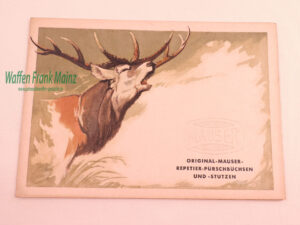 Waffen Frank Mainz
ORIGINAL-MAUSER-
REPETIER-PÜRSCHBÜCHSEN
UND -STUTZEN